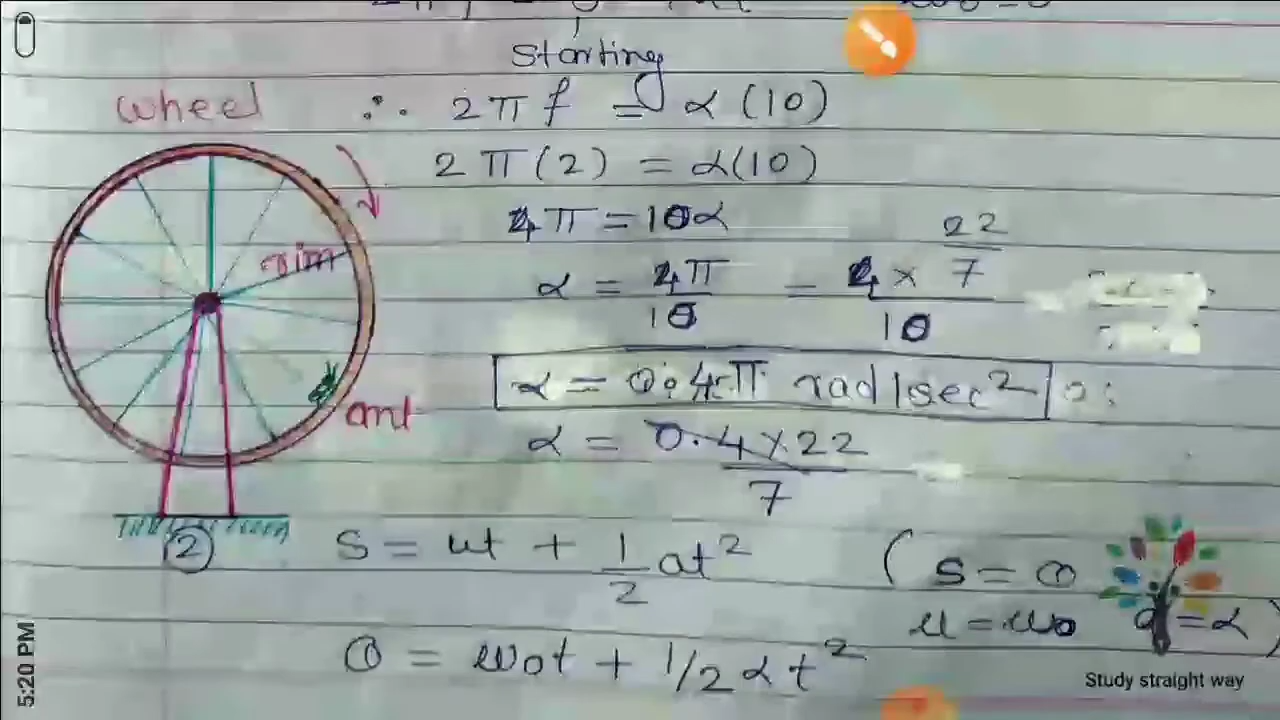 Starting
wheel
∴ 2πf = α(10)
2π(2) = α(10)
4π = 10α
rim
α = 4π/10 = 4 × 22/7 / 10
α = 0.4π rad/sec²
ant
α = 0.4×22/7
② S = ut + 1/2 at² (S = θ
u = ω0 a = α)
θ = ω0t + 1/2 αt²
Study straight way
5:20 PM